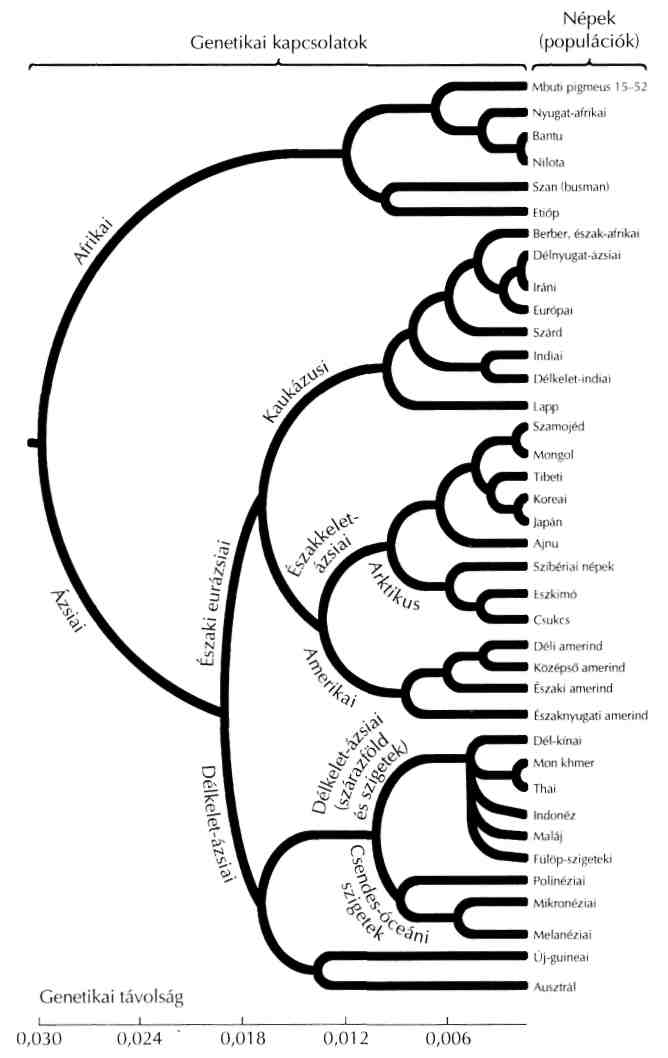 Genetikai kapcsolatok
Népek
(populációk)
Mbuti pigmeus 15–52
Nyugat-afrikai
Bantu
Nilota
Szan (busman)
Etióp
Berber, észak-afrikai
Délnyugat-ázsiai
Iráni
Európai
Szárd
Indiai
Délkelet-indiai
Lapp
Szamojéd
Mongol
Tibeti
Koreai
Japán
Ajnu
Szibériai népek
Eszkimó
Csukcs
Déli amerind
Középső amerind
Északi amerind
Északnyugati amerind
Dél-kínai
Mon khmer
Thai
Indonéz
Maláj
Fülöp-szigeteki
Polinéziai
Mikronéziai
Melanéziai
Új-guineai
Ausztrál
Afrikai
Ázsiai
Kaukázusi
Északi eurázsiai
Északkelet-
ázsiai
Arktikus
Amerikai
Délkelet-ázsiai
Délkelet-ázsiai
(szárazföld
és szigetek)
Csendes-óceáni
szigetek
Genetikai távolság
0,030 0,024 0,018 0,012 0,006